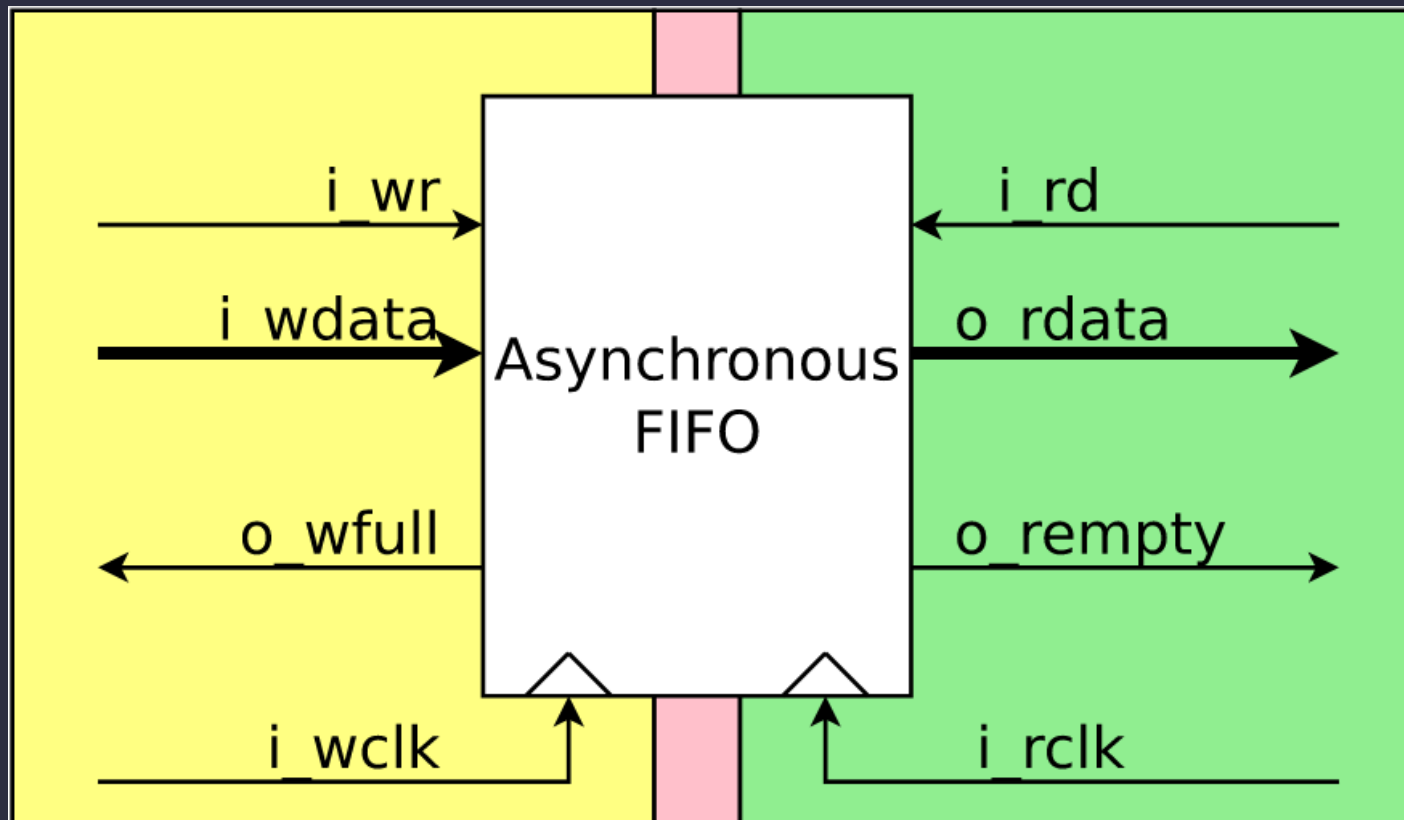 i_wr
i_rd
i_wdata
o_rdata
Asynchronous
FIFO
o_wfull
o_rempty
i_wclk
i_rclk